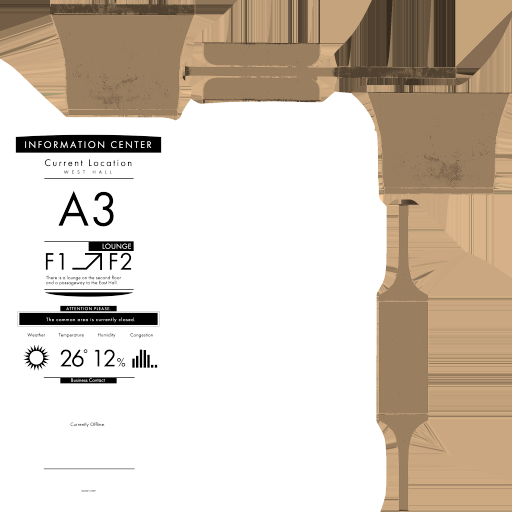 INFORMATION CENTER
Current Location
WEST HALL
A3
LOUNGE
F1 F2
There is a lounge on the second floor
and a passageway to the East Hall.
ATTENTION PLEASE
The common area is currently closed.
Weather Temperature Humidity Congestion
26° 12%
Business Contact
Currently Offline